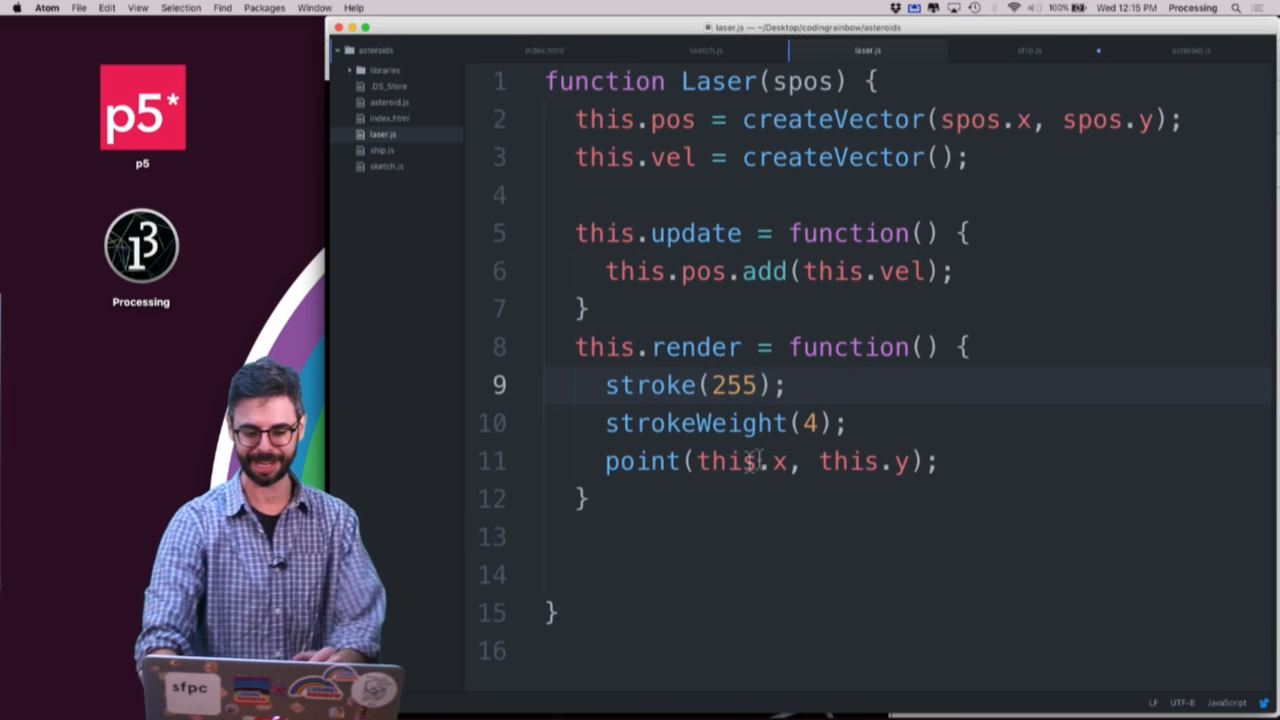 Atom File Edit View Selection Find Packages Window Help 100% Wed 12:15 PM Processing
laser.js — ~/Desktop/codingrainbow/asteroids
asteroids
index.html sketch.js laser.js ship.js asteroid.js
libraries
.DS_Store
asteroid.js
index.html
laser.js
ship.js
sketch.js
p5*
p5
Processing
1 function Laser(spos) {
2 this.pos = createVector(spos.x, spos.y);
3 this.vel = createVector();
4
5 this.update = function() {
6 this.pos.add(this.vel);
7 }
8 this.render = function() {
9 stroke(255);
10 strokeWeight(4);
11 point(this.x, this.y);
12 }
13
14
15 }
16
sfpc
LF UTF-8 JavaScript